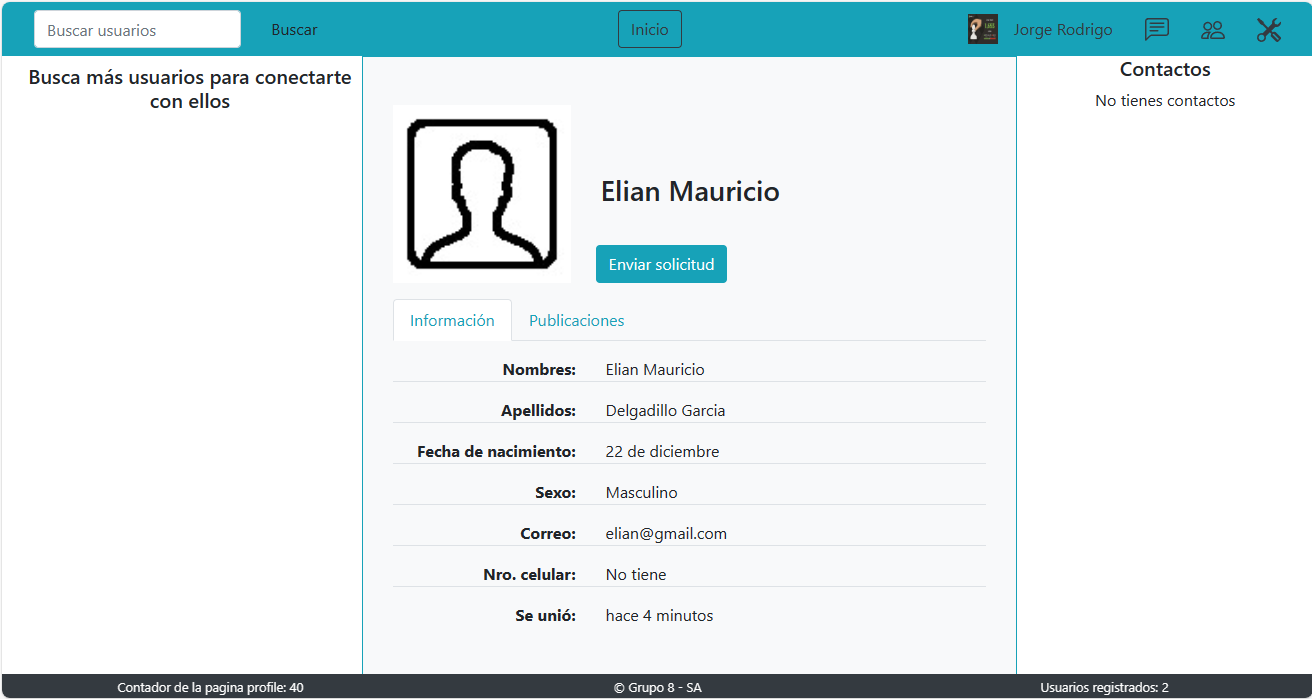 Buscar usuarios
Buscar
Inicio
Jorge Rodrigo
Busca más usuarios para conectarte
con ellos
Elian Mauricio
Enviar solicitud
Información
Publicaciones
Nombres: Elian Mauricio
Apellidos: Delgadillo Garcia
Fecha de nacimiento: 22 de diciembre
Sexo: Masculino
Correo: elian@gmail.com
Nro. celular: No tiene
Se unió: hace 4 minutos
Contactos
No tienes contactos
Contador de la pagina profile: 40
© Grupo 8 - SA
Usuarios registrados: 2